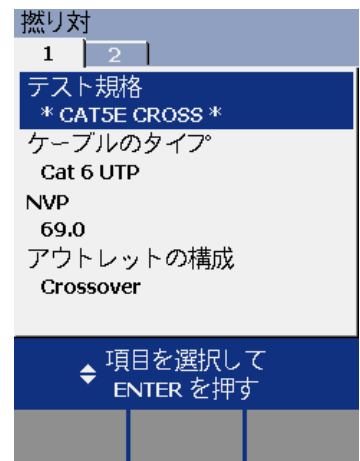 撚り対
1 2
テスト規格
* CAT5E CROSS *
ケーブルのタイプ
Cat 6 UTP
NVP
69.0
アウトレットの構成
Crossover
項目を選択して
ENTER を押す